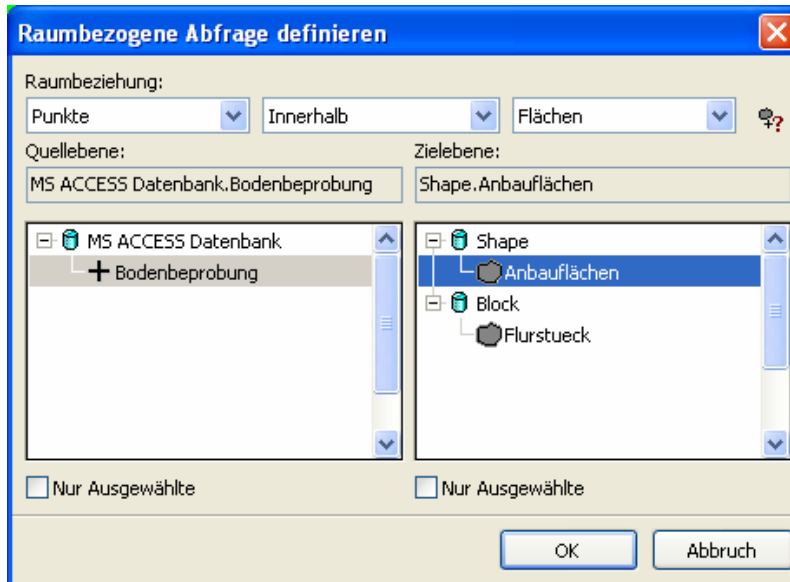 Raumbezogene Abfrage definieren
Raumbeziehung:
Punkte Innerhalb Flächen
Quellebene: Zielebene:
MS ACCESS Datenbank.Bodenbeprobung Shape.Anbauflächen
MS ACCESS Datenbank Shape
Bodenbeprobung Anbauflächen
Block
Flurstueck
Nur Ausgewählte Nur Ausgewählte
OK Abbruch